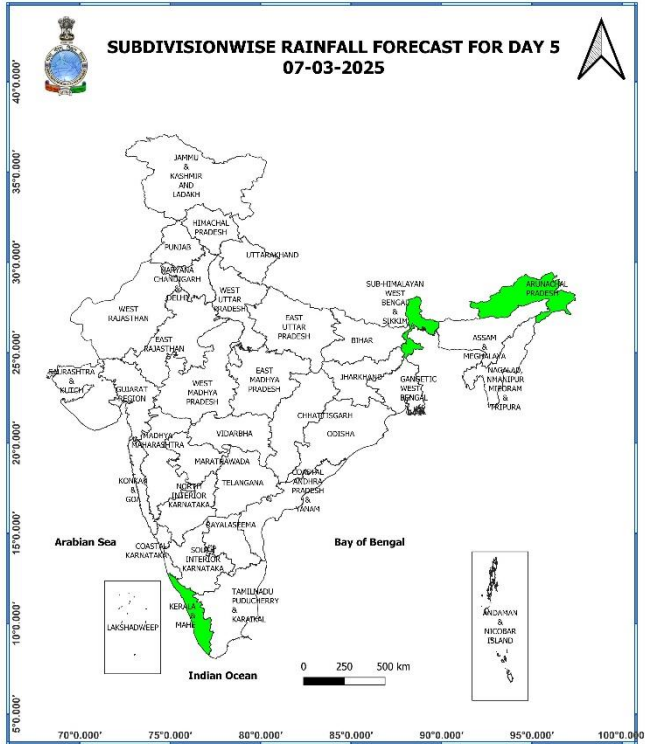 SUBDIVISIONWISE RAINFALL FORECAST FOR DAY 5
07-03-2025
40°0.000'
35°0.000'
30°0.000'
25°0.000'
20°0.000'
15°0.000'
10°0.000'
5°0.000'
JAMMU
&
KASHMIR
AND
LADAKH
HIMACHAL
PRADESH
PUNJAB
UTTARAKHAND
HARYANA
CHANDIGARH
&
DELHI
WEST
UTTAR
PRADESH
WEST
RAJASTHAN
EAST
RAJASTHAN
EAST
UTTAR
PRADESH
BIHAR
SUB-HIMALAYAN
WEST
BENGAL
&
SIKKIM
ARUNACHAL
PRADESH
ASSAM
&
MEGHALAYA
NAGALAD
NMANIPUR
MEZORAM
&
TRIPURA
SAURASHTRA
&
KUTCH
GUJARAT
REGION
WEST
MADHYA
PRADESH
EAST
MADHYA
PRADESH
JHARKHAND
GANGETIC
WEST
BENGAL
CHHATTISGARH
ODISHA
MADHYA
MAHARASHTRA
VIDARBHA
MARATHWADA
TELANGANA
KONKAN
&
GOA
NORTH
INTERIOR
KARNATAKA
COASTAL
ANDHRA
PRADESH
&
YANAM
RAYALASEEMA
Arabian Sea
Bay of Bengal
COASTAL
KARNATAKA
SOUTH
INTERIOR
KARNATAKA
KERALA
&
MAHE
TAMILNADU
PUDUCHERRY
&
KARAIKAL
LAKSHADWEEP
ANDAMAN
&
NICOBAR
ISLAND
Indian Ocean
0 250 500 km
70°0.000' 75°0.000' 80°0.000' 85°0.000' 90°0.000' 95°0.000' 100°0.000'